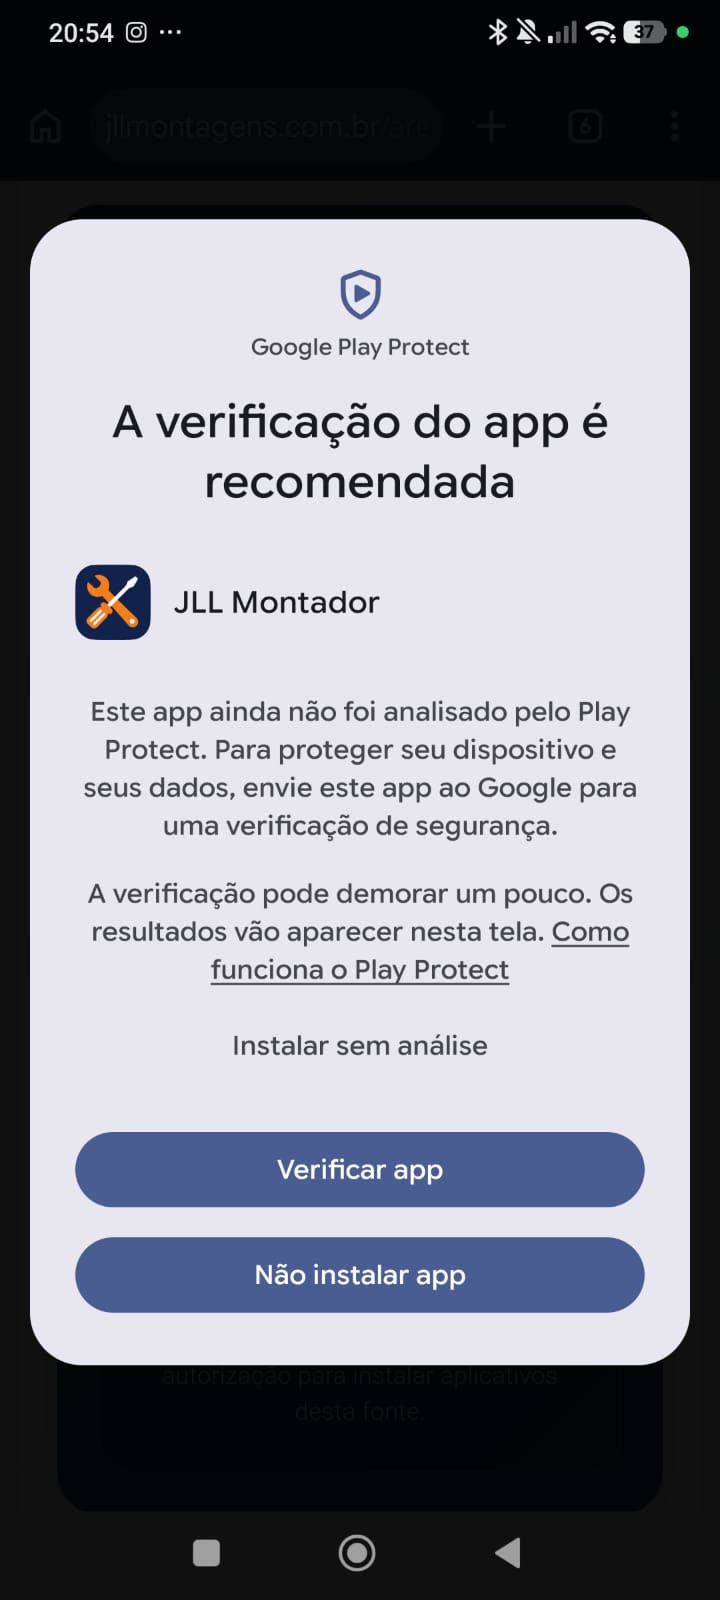 20:54
37
jllmontagens.com.br/are
6
Google Play Protect
A verificação do app é
recomendada
JLL Montador
Este app ainda não foi analisado pelo Play
Protect. Para proteger seu dispositivo e
seus dados, envie este app ao Google para
uma verificação de segurança.
A verificação pode demorar um pouco. Os
resultados vão aparecer nesta tela. Como
funciona o Play Protect
Instalar sem análise
Verificar app
Não instalar app
autorização para instalar aplicativos
desta fonte.